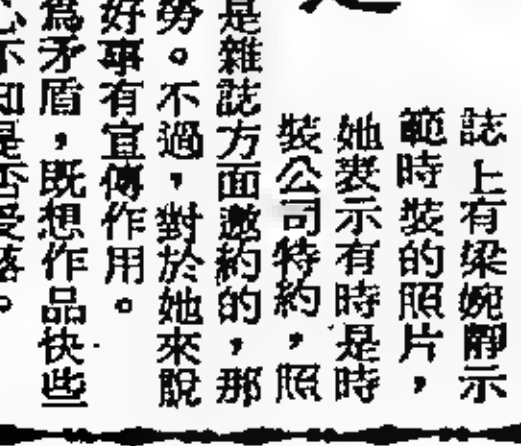 誌上有梁婉靜示
範時裝的照片，
她表示有時是時
裝公司特約，照
是雜誌方面邀約的，那
勞。不過，對於她來說
好事有宣傳作用。
為矛盾，既想作品快些
心不知是否受落。